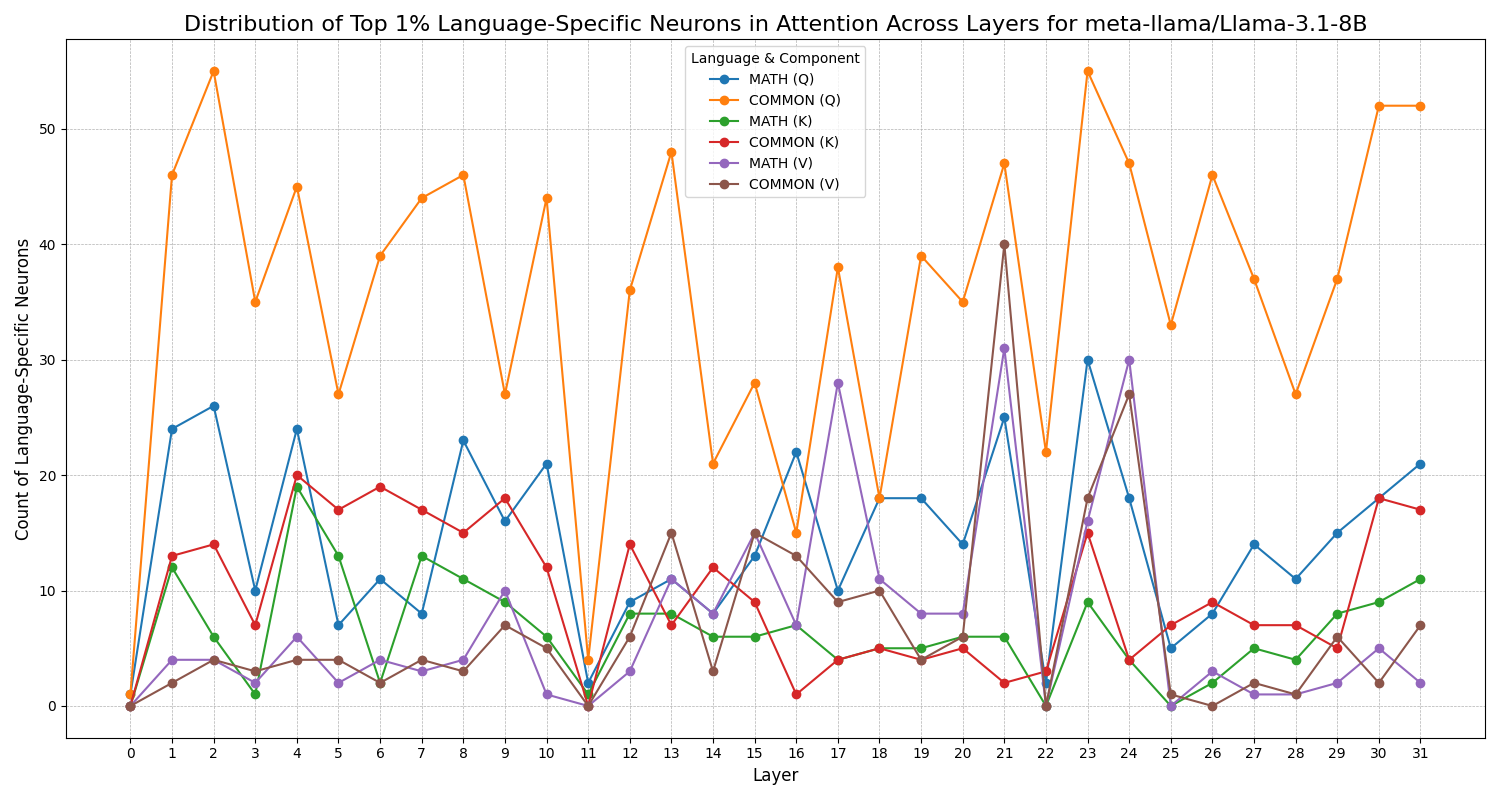 Distribution of Top 1% Language-Specific Neurons in Attention Across Layers for meta-llama/Llama-3.1-8B
Language & Component
MATH (Q)
COMMON (Q)
MATH (K)
COMMON (K)
MATH (V)
COMMON (V)
Count of Language-Specific Neurons
50
40
30
20
10
0
0 1 2 3 4 5 6 7 8 9 10 11 12 13 14 15 16 17 18 19 20 21 22 23 24 25 26 27 28 29 30 31
Layer